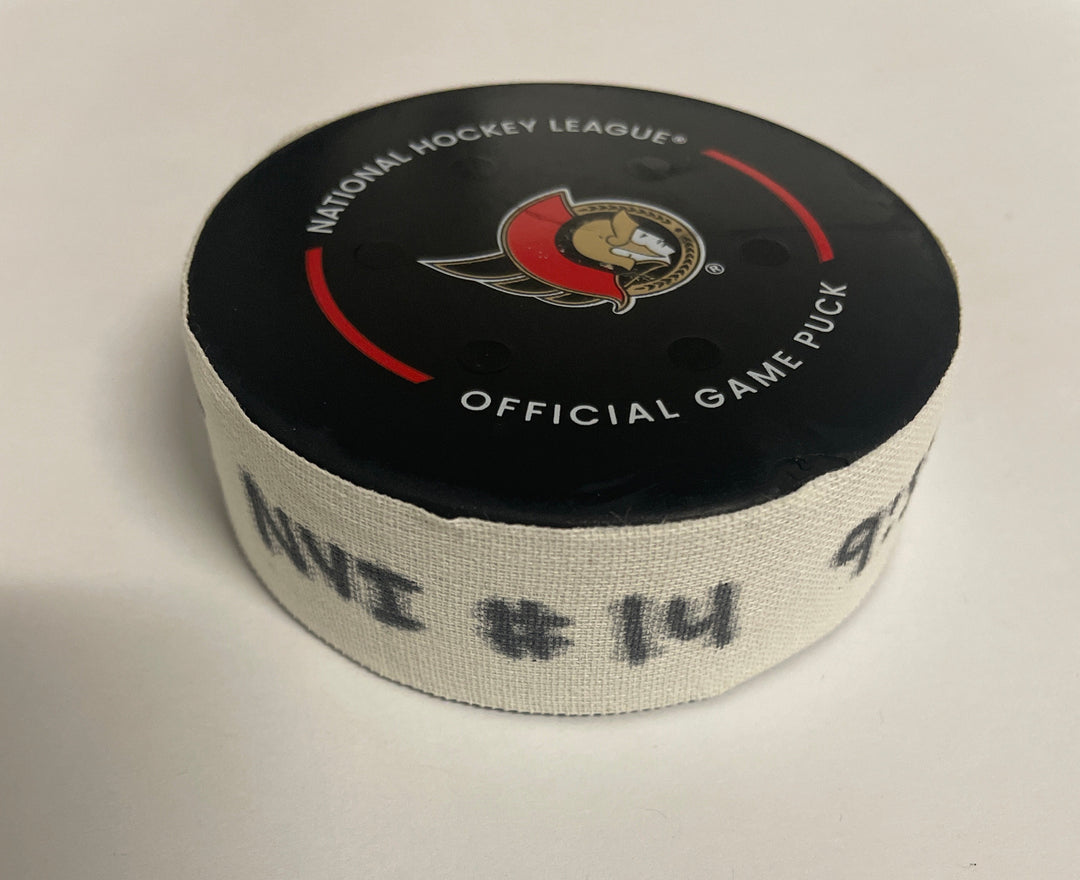 NATIONAL HOCKEY LEAGUE®
®
OFFICIAL GAME PUCK
NYI #14